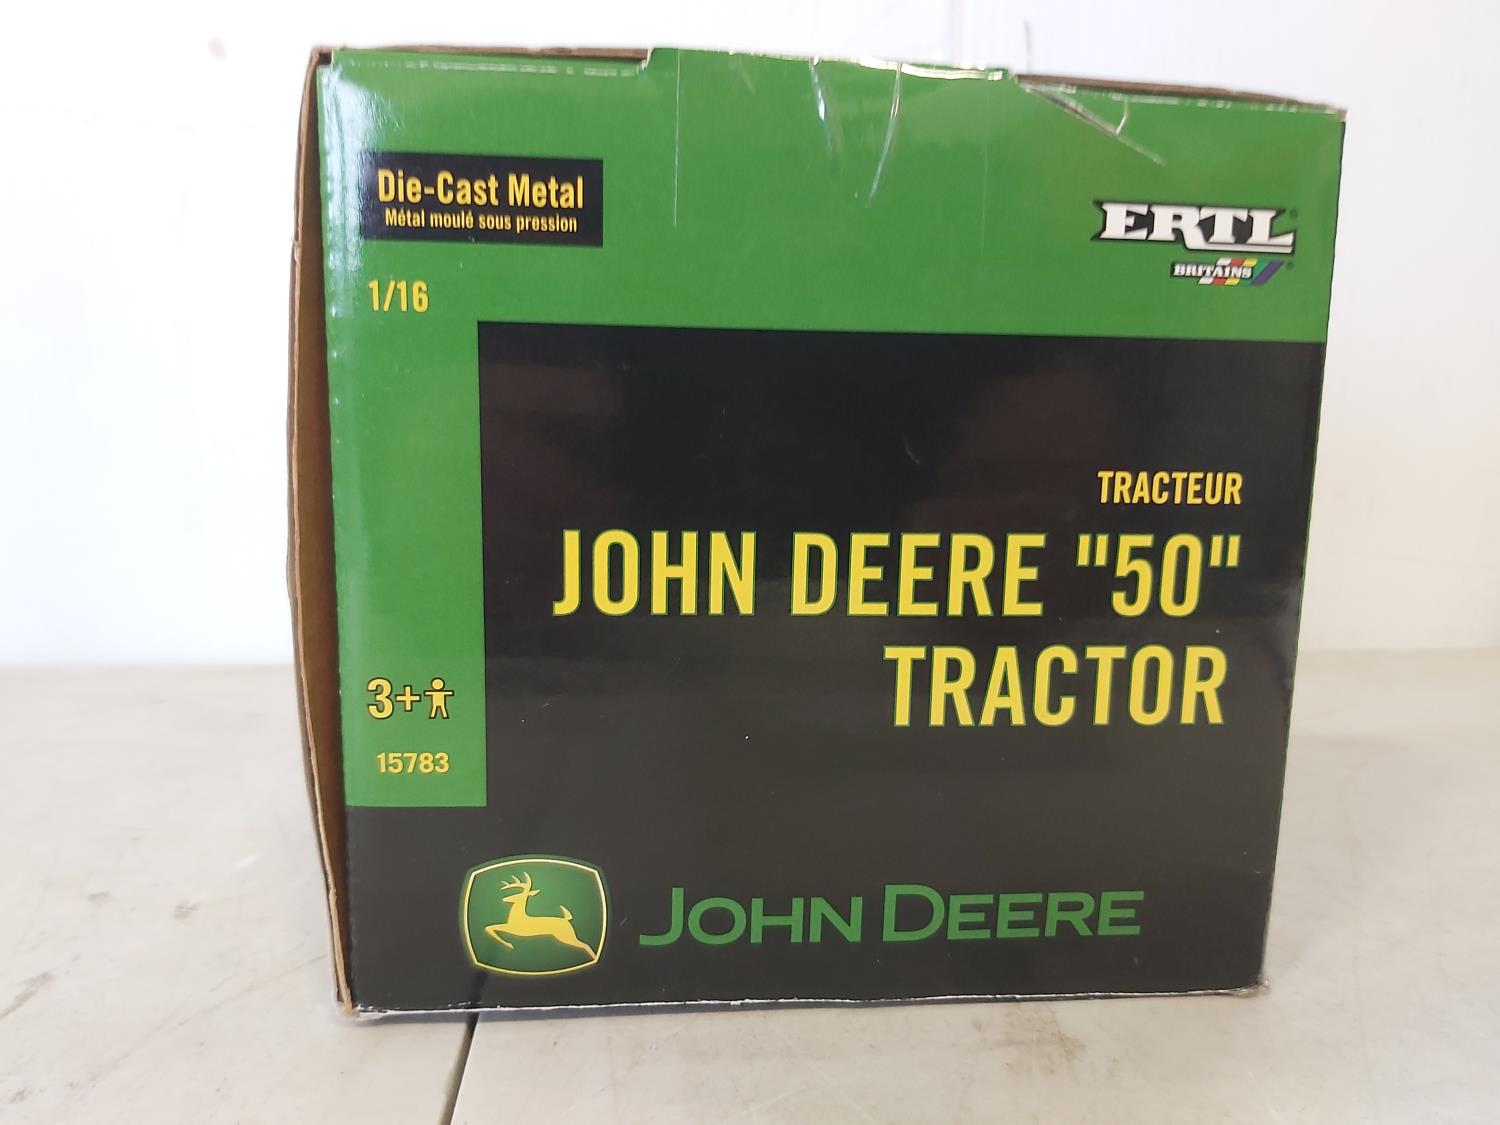 Die-Cast Metal
Métal moulé sous pression
ERTL
BRITAINS
1/16
TRACTEUR
JOHN DEERE "50"
TRACTOR
3+
15783
JOHN DEERE